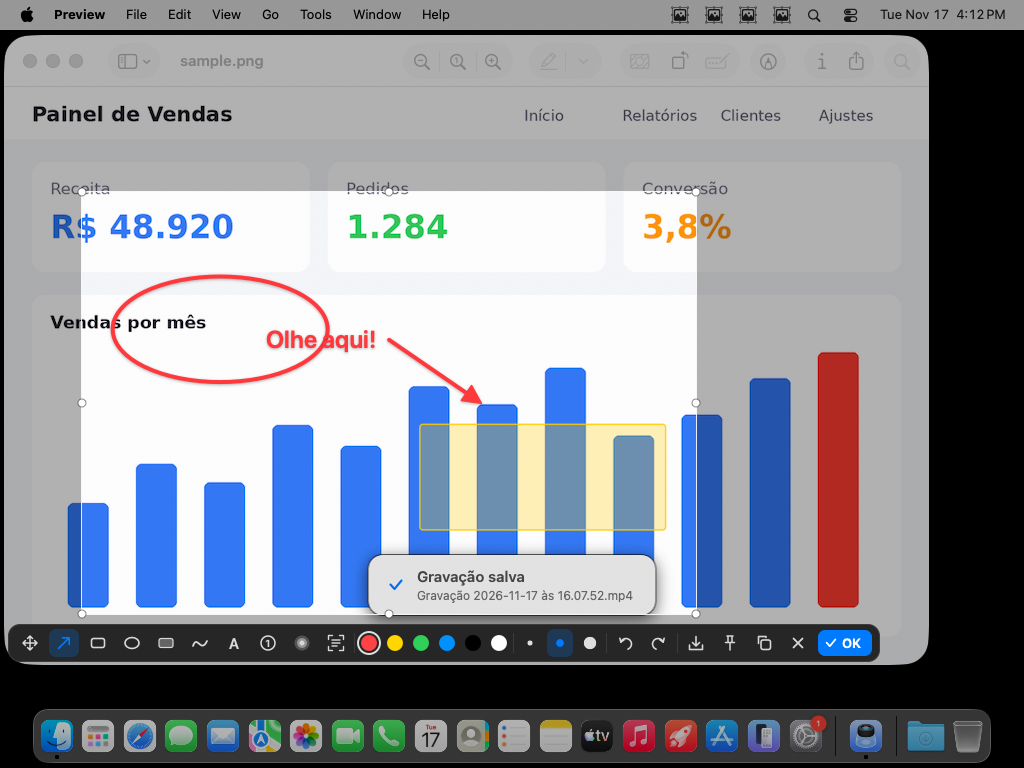 Preview File Edit View Go Tools Window Help Tue Nov 17 4:12 PM
sample.png
Painel de Vendas Início Relatórios Clientes Ajustes
Receita Pedidos Conversão
R$ 48.920 1.284 3,8%
Vendas por mês
Olhe aqui!
Gravação salva
Gravação 2026-11-17 às 16.07.52.mp4
A 1 OK
1
Tue
17
tv